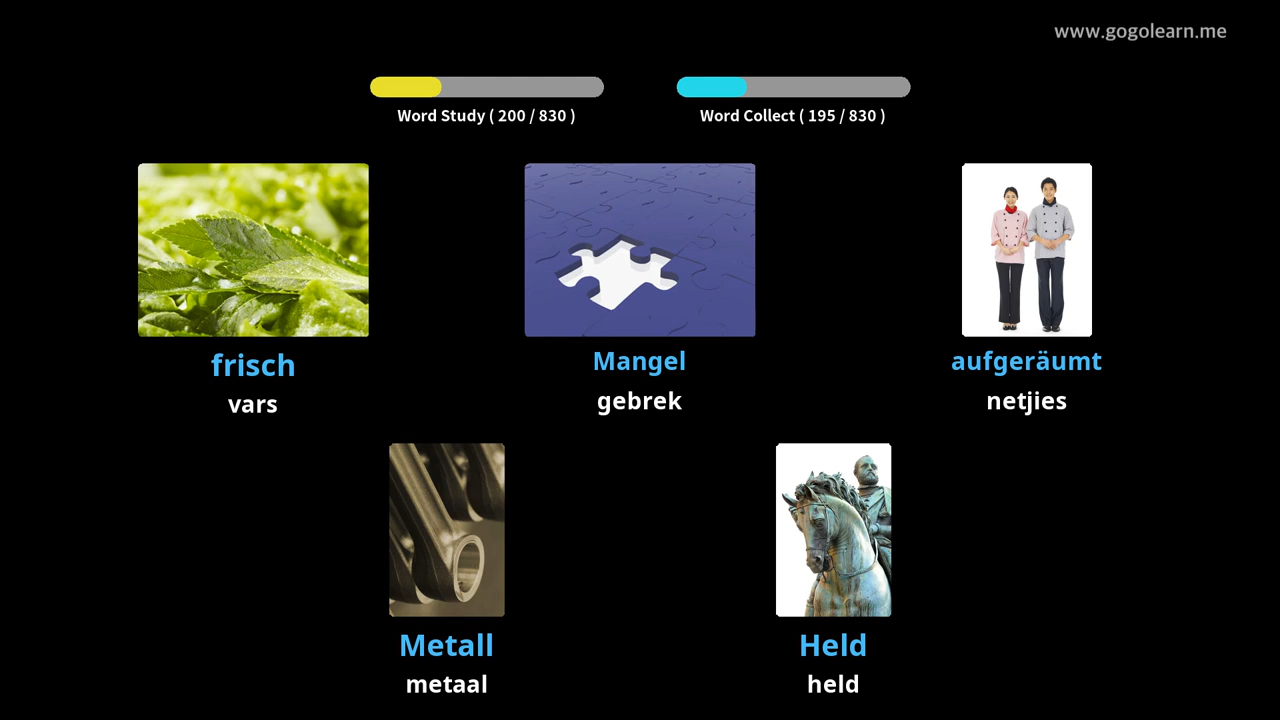 www.gogolearn.me
Word Study ( 200 / 830 )
Word Collect ( 195 / 830 )
frisch
vars
Mangel
gebrek
aufgeräumt
netjies
Metall
metaal
Held
held